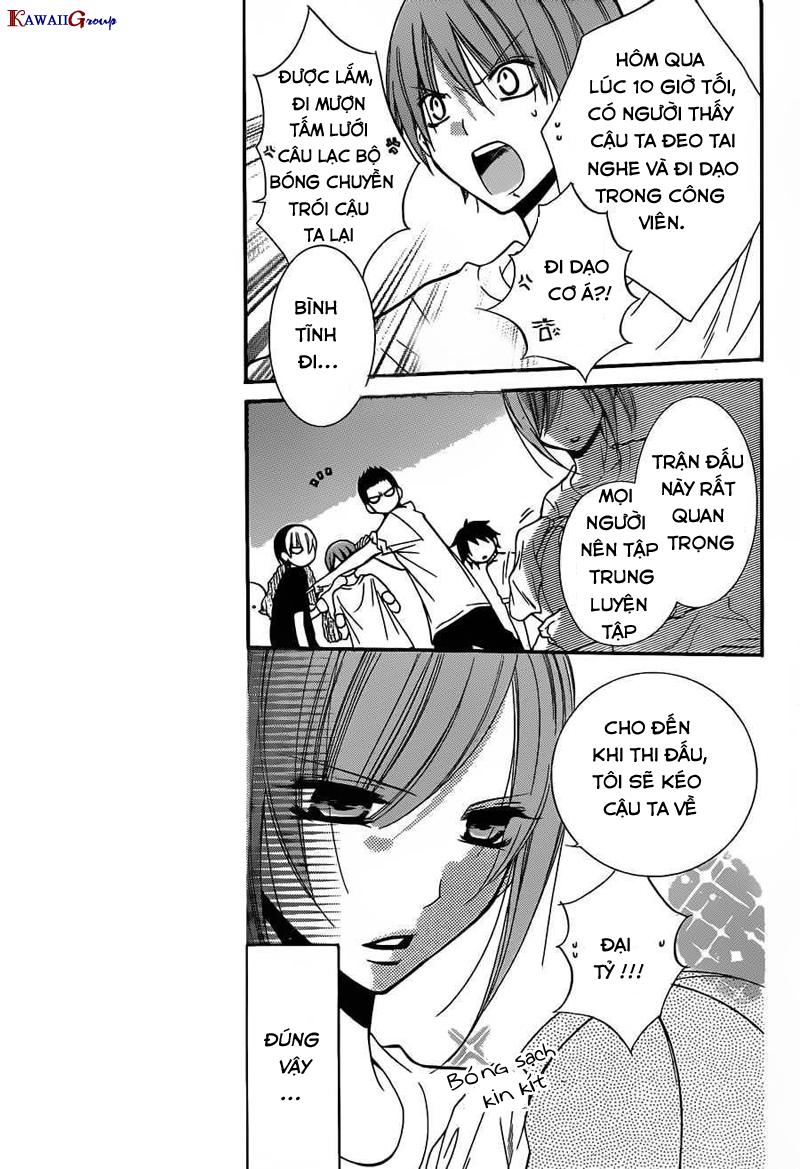 KAWAIIGroup
HÔM QUA
LÚC 10 GIỜ TỐI,
CÓ NGƯỜI THẤY
CẬU TA ĐEO TAI
NGHE VÀ ĐI DẠO
TRONG CÔNG
VIÊN.
ĐI DẠO
CƠ Á?!
ĐƯỢC LẮM,
ĐI MƯỢN
TẤM LƯỚI
CÂU LẠC BỘ
BÓNG CHUYỀN
TRÓI CẬU
TA LẠI
BÌNH
TĨNH
ĐI...
TRẬN ĐẤU
NÀY RẤT
QUAN
TRỌNG
MỌI
NGƯỜI
NÊN TẬP
TRUNG
LUYỆN
TẬP
CHO ĐẾN
KHI THI ĐẤU,
TÔI SẼ KÉO
CẬU TA VỀ
ĐẠI
TỶ !!!
Bóng sạch
kin kít
ĐÚNG
VẬY
...